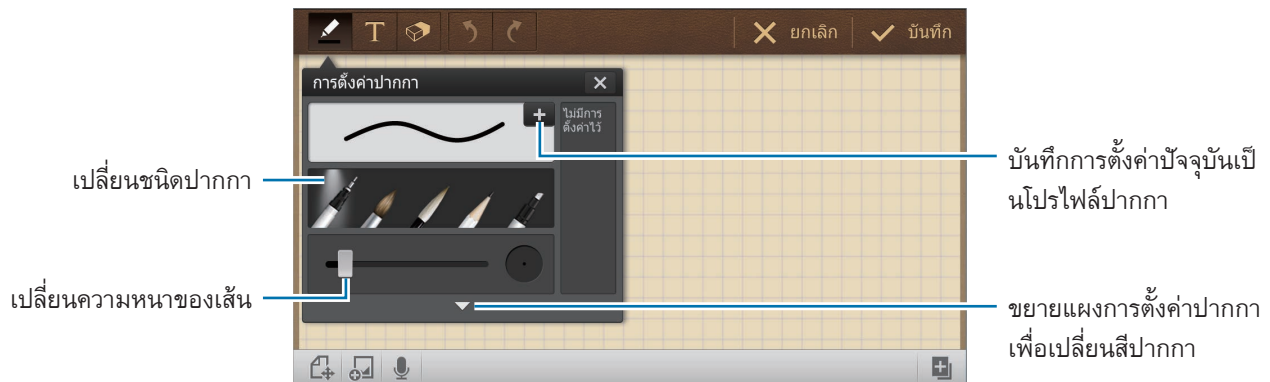 T
ยกเลิก
บันทึก
การตั้งค่าปากกา
ไม่มีการ
ตั้งค่าไว้
เปลี่ยนชนิดปากกา
เปลี่ยนความหนาของเส้น
บันทึกการตั้งค่าปัจจุบันเป็
นโปรไฟล์ปากกา
ขยายแผงการตั้งค่าปากกา
เพื่อเปลี่ยนสีปากกา